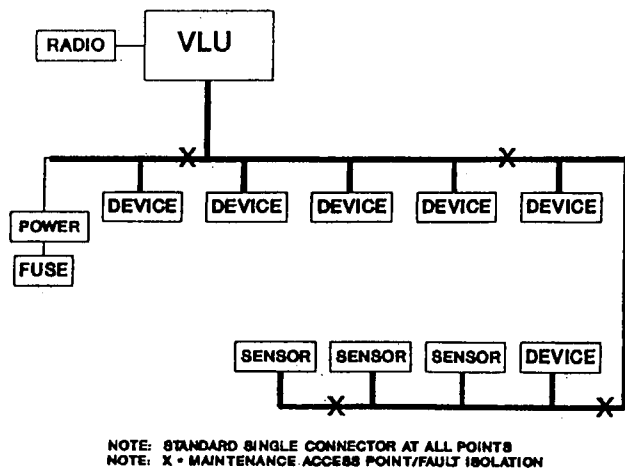 RADIO
VLU
X
X
DEVICE
DEVICE
DEVICE
DEVICE
DEVICE
POWER
FUSE
SENSOR
SENSOR
SENSOR
DEVICE
X
X
NOTE: STANDARD SINGLE CONNECTOR AT ALL POINTS
NOTE: X = MAINTENANCE ACCESS POINT/FAULT ISOLATION